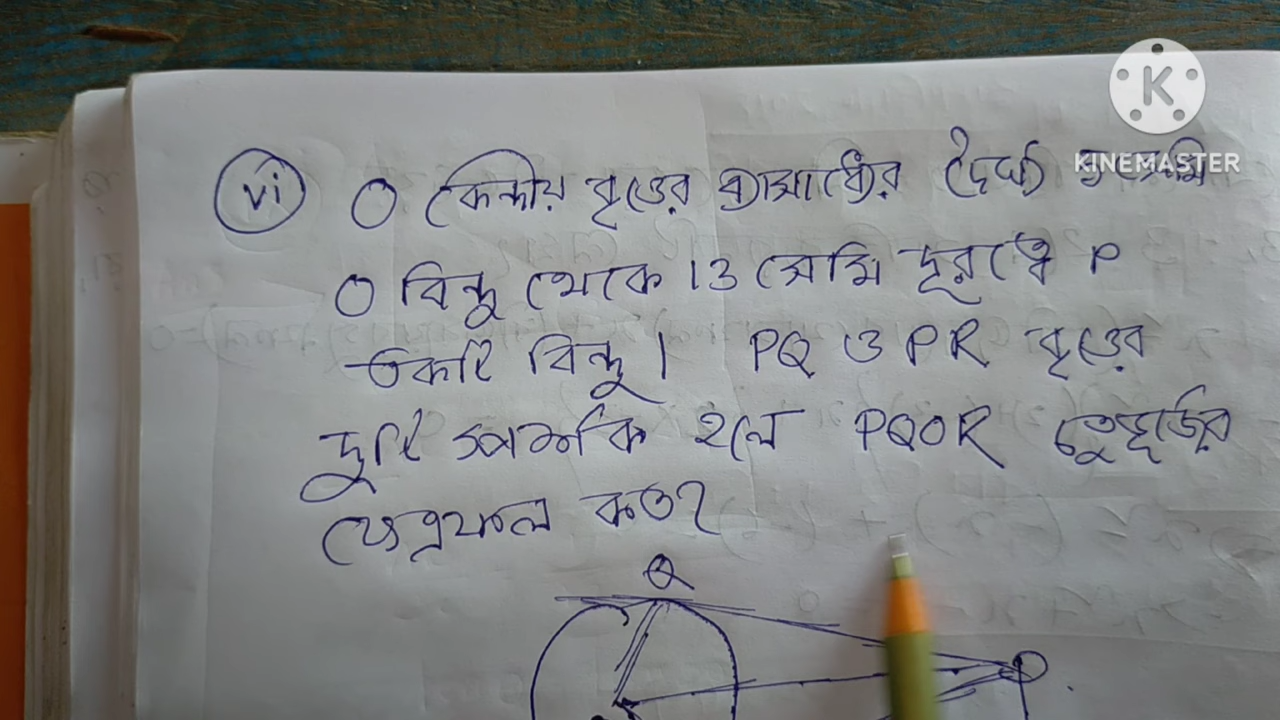 K
KINEMASTER
vi O কেন্দ্রীয় বৃত্তের ব্যাসার্ধের দৈর্ঘ্য
O বিন্দু থেকে 13 সেমি দূরত্বে P
একটি বিন্দু। PQ ও PR বৃত্তের
দুটি স্পর্শক হলে PQOR চতুর্ভুজের
ক্ষেত্রফল কত?
Q
P